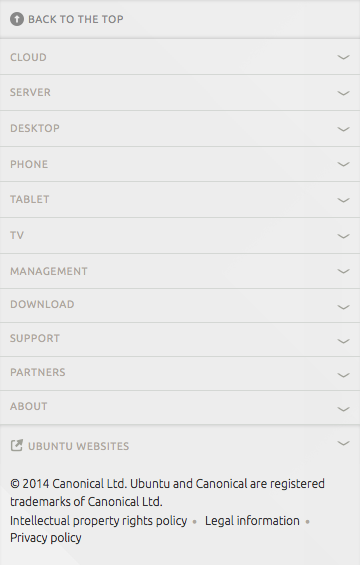 BACK TO THE TOP
CLOUD
SERVER
DESKTOP
PHONE
TABLET
TV
MANAGEMENT
DOWNLOAD
SUPPORT
PARTNERS
ABOUT
UBUNTU WEBSITES
© 2014 Canonical Ltd. Ubuntu and Canonical are registered
trademarks of Canonical Ltd.
Intellectual property rights policy • Legal information •
Privacy policy